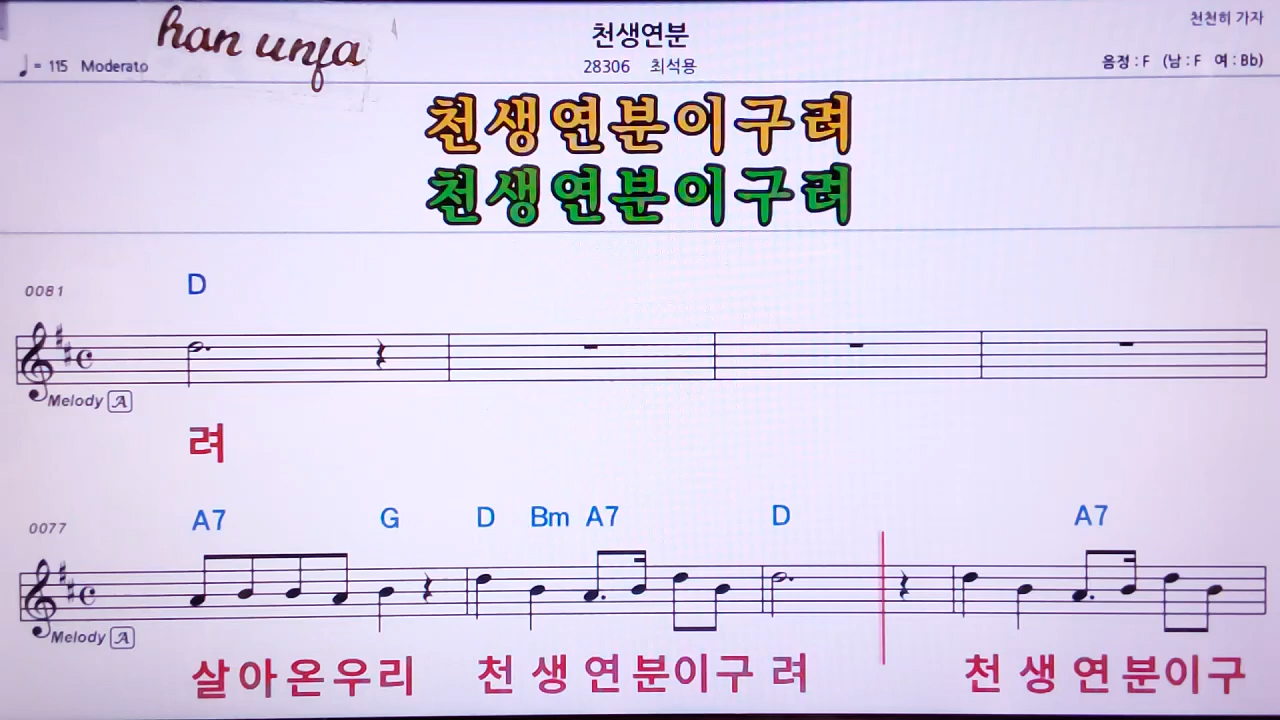 han unfa
천생연분
천천히 가자
♩= 115 Moderato
28306 최석용
음정 : F (남 : F 여 : Bb)
천생연분이구려
천생연분이구려
0081
D
Melody A
려
0077
A7 G D Bm A7 D A7
Melody A
살아온우리 천생연분이구려 천생연분이구